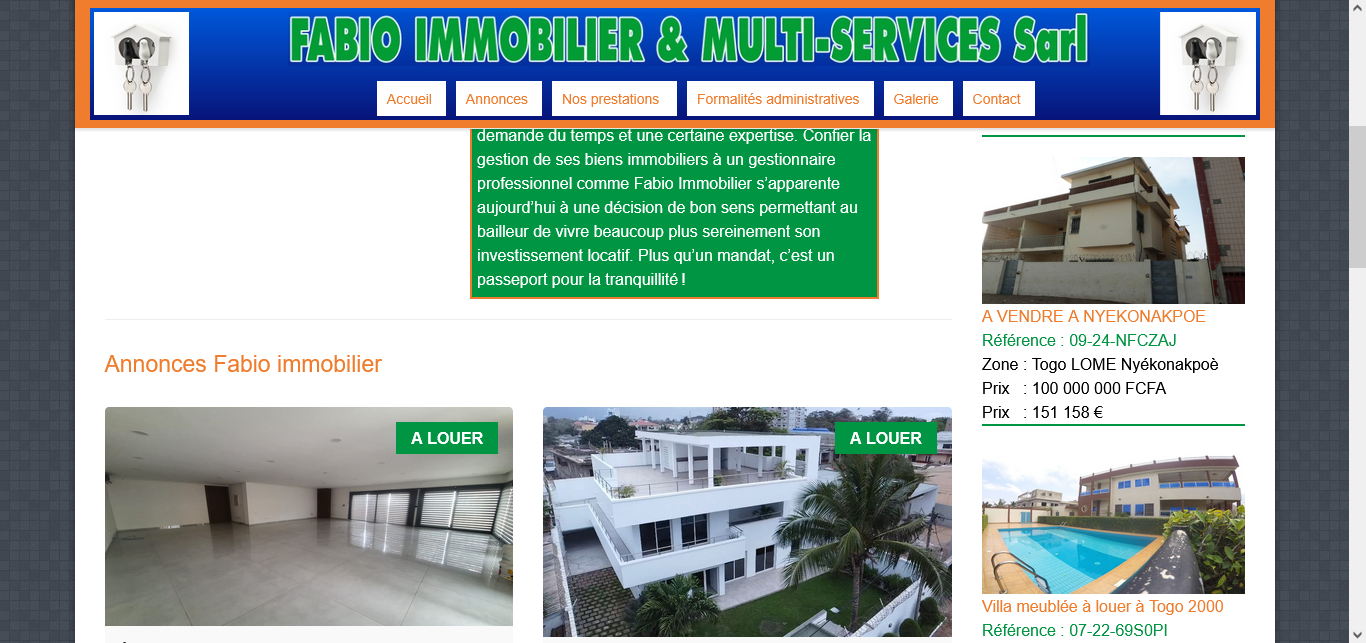 FABIO IMMOBILIER & MULTI-SERVICES Sarl
Accueil
Annonces
Nos prestations
Formalités administratives
Galerie
Contact
demande du temps et une certaine expertise. Confier la
gestion de ses biens immobiliers à un gestionnaire
professionnel comme Fabio Immobilier s’apparente
aujourd’hui à une décision de bon sens permettant au
bailleur de vivre beaucoup plus sereinement son
investissement locatif. Plus qu’un mandat, c’est un
passeport pour la tranquillité !
Annonces Fabio immobilier
A LOUER
A LOUER
A VENDRE A NYEKONAKPOE
Référence : 09-24-NFCZAJ
Zone : Togo LOME Nyékonakpoè
Prix : 100 000 000 FCFA
Prix : 151 158 €
Villa meublée à louer à Togo 2000
Référence : 07-22-69S0PI